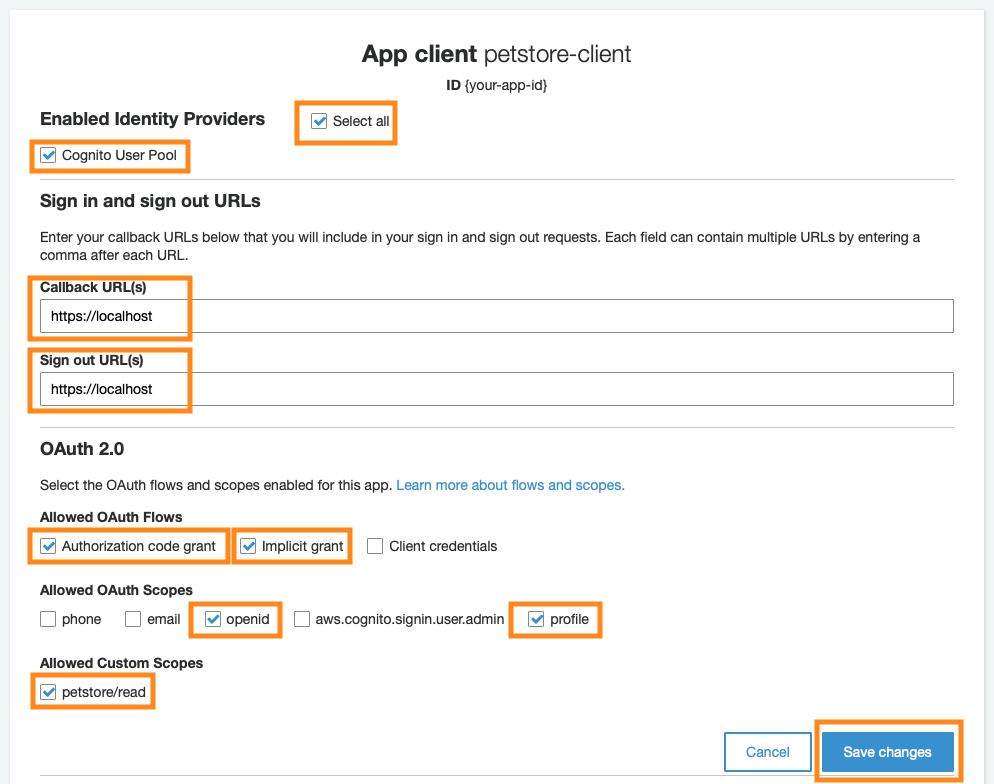 App client petstore-client
ID {your-app-id}
Enabled Identity Providers
Select all
Cognito User Pool
Sign in and sign out URLs
Enter your callback URLs below that you will include in your sign in and sign out requests. Each field can contain multiple URLs by entering a
comma after each URL.
Callback URL(s)
https://localhost
Sign out URL(s)
https://localhost
OAuth 2.0
Select the OAuth flows and scopes enabled for this app. Learn more about flows and scopes.
Allowed OAuth Flows
Authorization code grant Implicit grant Client credentials
Allowed OAuth Scopes
phone email openid aws.cognito.signin.user.admin profile
Allowed Custom Scopes
petstore/read
Cancel Save changes